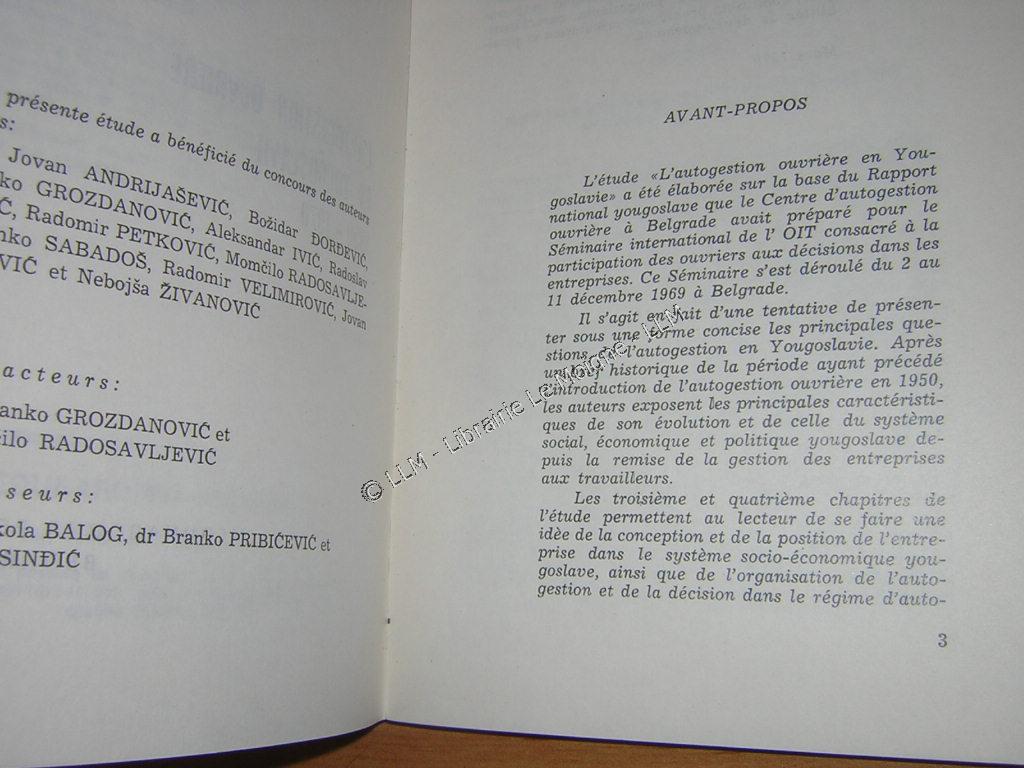 présente étude a bénéficié du concours des auteurs
s:
Jovan ANDRIJAŠEVIĆ, Božidar ĐORĐEVIĆ,
ko GROZDANOVIĆ, Aleksandar IVIĆ, Radoslav
Ć, Radomir PETKOVIĆ, Momčilo RADOSAVLJE-
nko SABADOŠ, Radomir VELIMIROVIĆ, Jovan
VIĆ et Nebojša ŽIVANOVIĆ
acteurs:
anko GROZDANOVIĆ et
čilo RADOSAVLJEVIĆ
seurs:
kola BALOG, dr Branko PRIBIĆEVIĆ et
SINĐIĆ
AVANT-PROPOS
L'étude «L'autogestion ouvrière en You-
goslavie» a été élaborée sur la base du Rapport
national yougoslave que le Centre d'autogestion
ouvrière à Belgrade avait préparé pour le
Séminaire international de l' OIT consacré à la
participation des ouvriers aux décisions dans les
entreprises. Ce Séminaire s'est déroulé du 2 au
11 décembre 1969 à Belgrade.
Il s'agit en fait d'une tentative de présen-
ter sous une forme concise les principales que-
stions de l'autogestion en Yougoslavie. Après
un historique de la période ayant précédé
l'introduction de l'autogestion ouvrière en 1950,
les auteurs exposent les principales caractéristi-
ques de son évolution et de celle du système
social, économique et politique yougoslave de-
puis la remise de la gestion des entreprises
aux travailleurs.
Les troisième et quatrième chapitres de
l'étude permettent au lecteur de se faire une
idèe de la conception et de la position de l'entre-
prise dans le système socio-économique you-
goslave, ainsi que de l'organisation de l'auto-
gestion et de la décision dans le régime d'auto-
3
© LLM - Librairie Le Moione, LLM